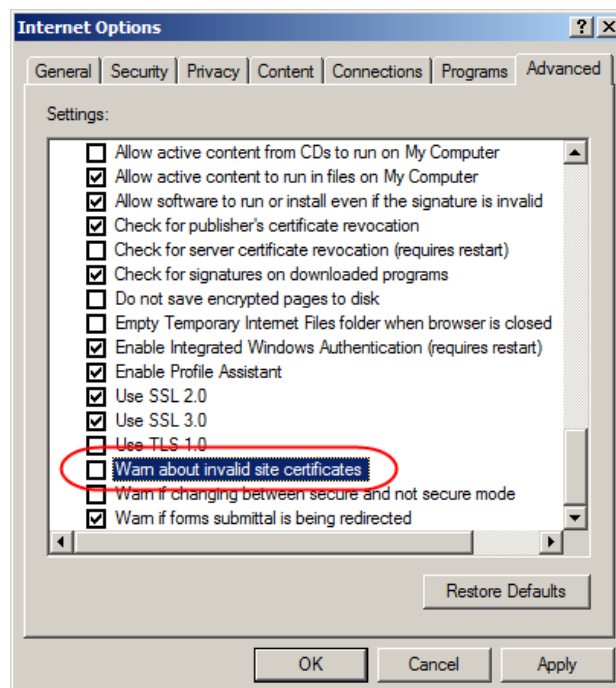 Internet Options
General Security Privacy Content Connections Programs Advanced
Settings:
Allow active content from CDs to run on My Computer
Allow active content to run in files on My Computer
Allow software to run or install even if the signature is invalid
Check for publisher's certificate revocation
Check for server certificate revocation (requires restart)
Check for signatures on downloaded programs
Do not save encrypted pages to disk
Empty Temporary Internet Files folder when browser is closed
Enable Integrated Windows Authentication (requires restart)
Enable Profile Assistant
Use SSL 2.0
Use SSL 3.0
Use TLS 1.0
Warn about invalid site certificates
Warn if changing between secure and not secure mode
Warn if forms submittal is being redirected
Restore Defaults
OK Cancel Apply